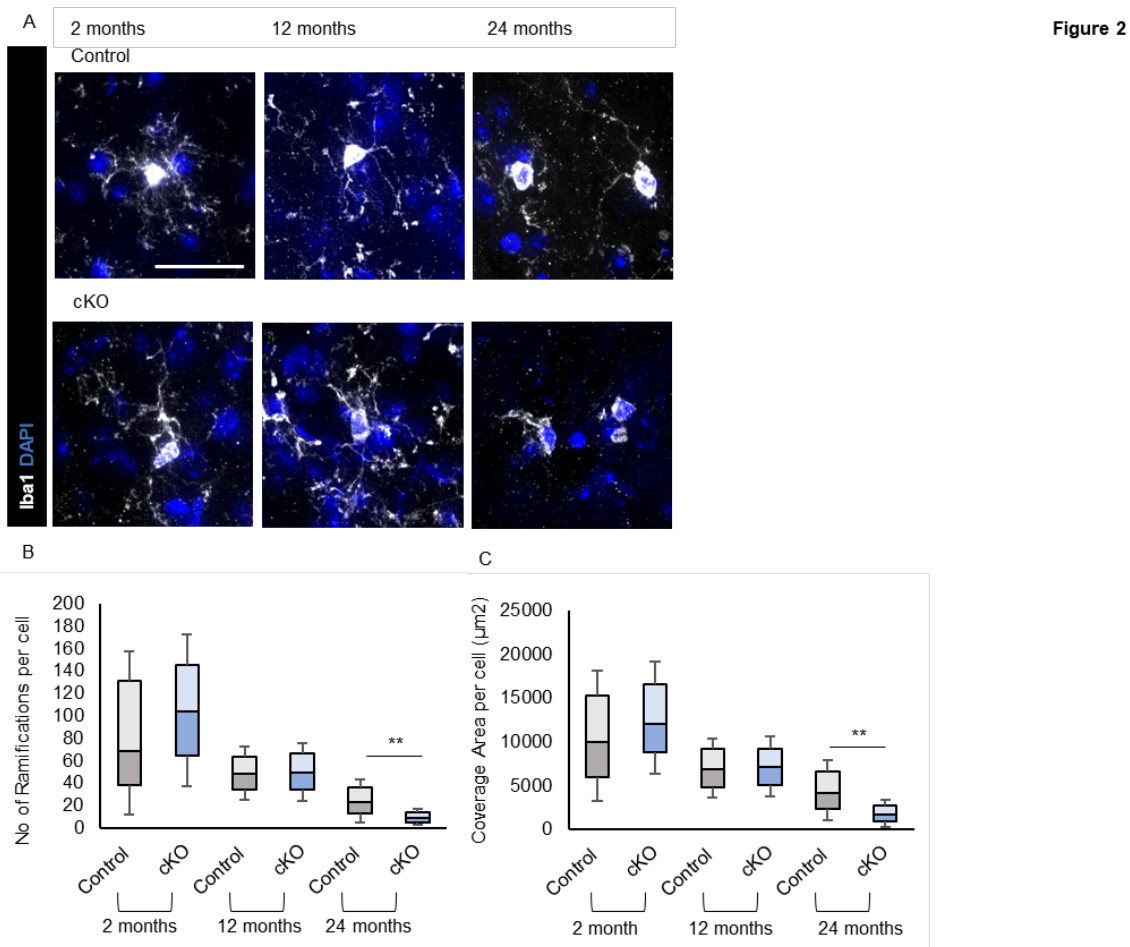 Figure 2
A
2 months 12 months 24 months
Control
cKO
Iba1 DAPI
B
No of Ramifications per cell
200
180
160
140
120
100
80
60
40
20
0
Control cKO Control cKO Control cKO
2 months 12 months 24 months
**
C
Coverage Area per cell (µm2)
25000
20000
15000
10000
5000
0
Control cKO Control cKO Control cKO
2 month 12 months 24 months
**